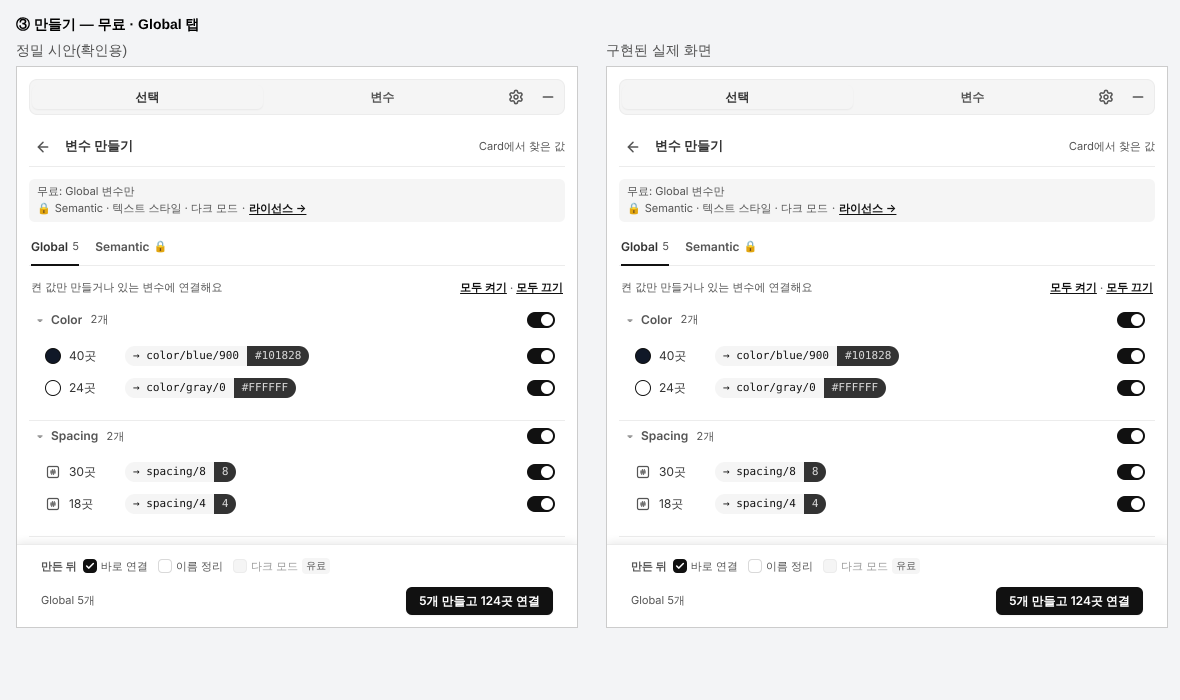 ③ 만들기 — 무료 · Global 탭
정밀 시안(확인용)
선택 변수
변수 만들기 Card에서 찾은 값
무료: Global 변수만
🔒 Semantic · 텍스트 스타일 · 다크 모드 · 라이선스 →
Global 5 Semantic 🔒
켠 값만 만들거나 있는 변수에 연결해요 모두 켜기 · 모두 끄기
Color 2개
40곳 → color/blue/900 #101828
24곳 → color/gray/0 #FFFFFF
Spacing 2개
30곳 → spacing/8 8
18곳 → spacing/4 4
만든 뒤 바로 연결 이름 정리 다크 모드 유료
Global 5개 5개 만들고 124곳 연결
구현된 실제 화면
선택 변수
변수 만들기 Card에서 찾은 값
무료: Global 변수만
🔒 Semantic · 텍스트 스타일 · 다크 모드 · 라이선스 →
Global 5 Semantic 🔒
켠 값만 만들거나 있는 변수에 연결해요 모두 켜기 · 모두 끄기
Color 2개
40곳 → color/blue/900 #101828
24곳 → color/gray/0 #FFFFFF
Spacing 2개
30곳 → spacing/8 8
18곳 → spacing/4 4
만든 뒤 바로 연결 이름 정리 다크 모드 유료
Global 5개 5개 만들고 124곳 연결